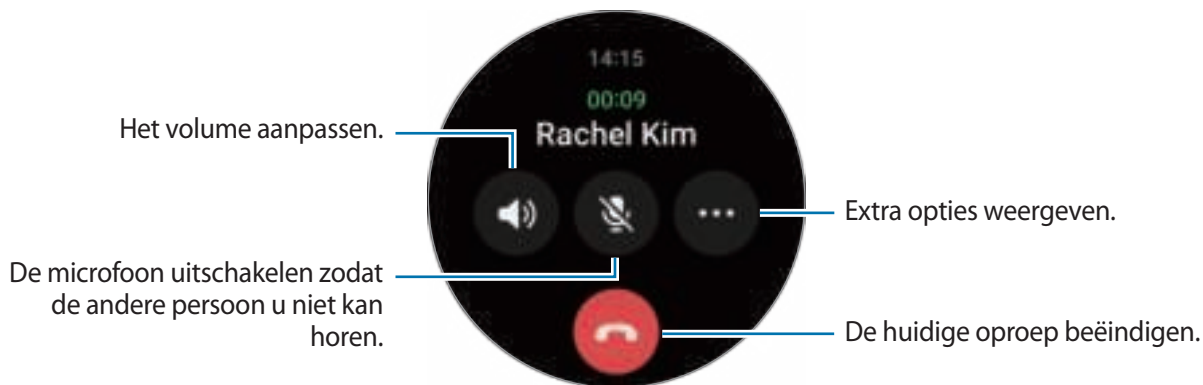 14:15
00:09
Rachel Kim
Het volume aanpassen.
Extra opties weergeven.
De microfoon uitschakelen zodat
de andere persoon u niet kan
horen.
De huidige oproep beëindigen.